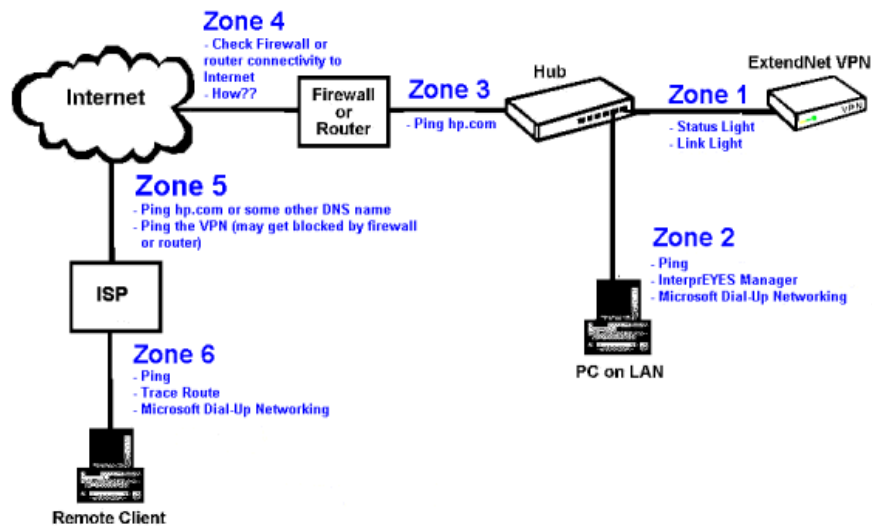 Zone 4
- Check Firewall or
router connectivity to
Internet
- How??
Internet
Firewall
or
Router
Zone 3
- Ping hp.com
Hub
Zone 1
- Status Light
- Link Light
ExtendNet VPN
VPN
Zone 5
- Ping hp.com or some other DNS name
- Ping the VPN (may get blocked by firewall
or router)
Zone 2
- Ping
- InterprEYES Manager
- Microsoft Dial-Up Networking
PC on LAN
ISP
Zone 6
- Ping
- Trace Route
- Microsoft Dial-Up Networking
Remote Client